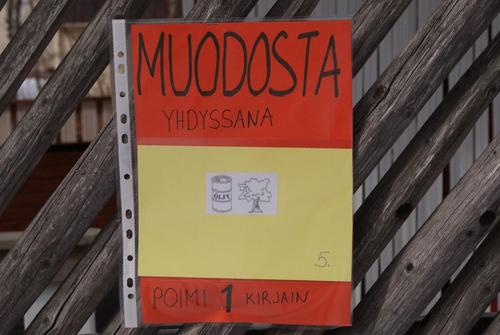 MUODOSTA
YHDYSSANA
ÖLJY
5.
POIMI 1 KIRJAIN